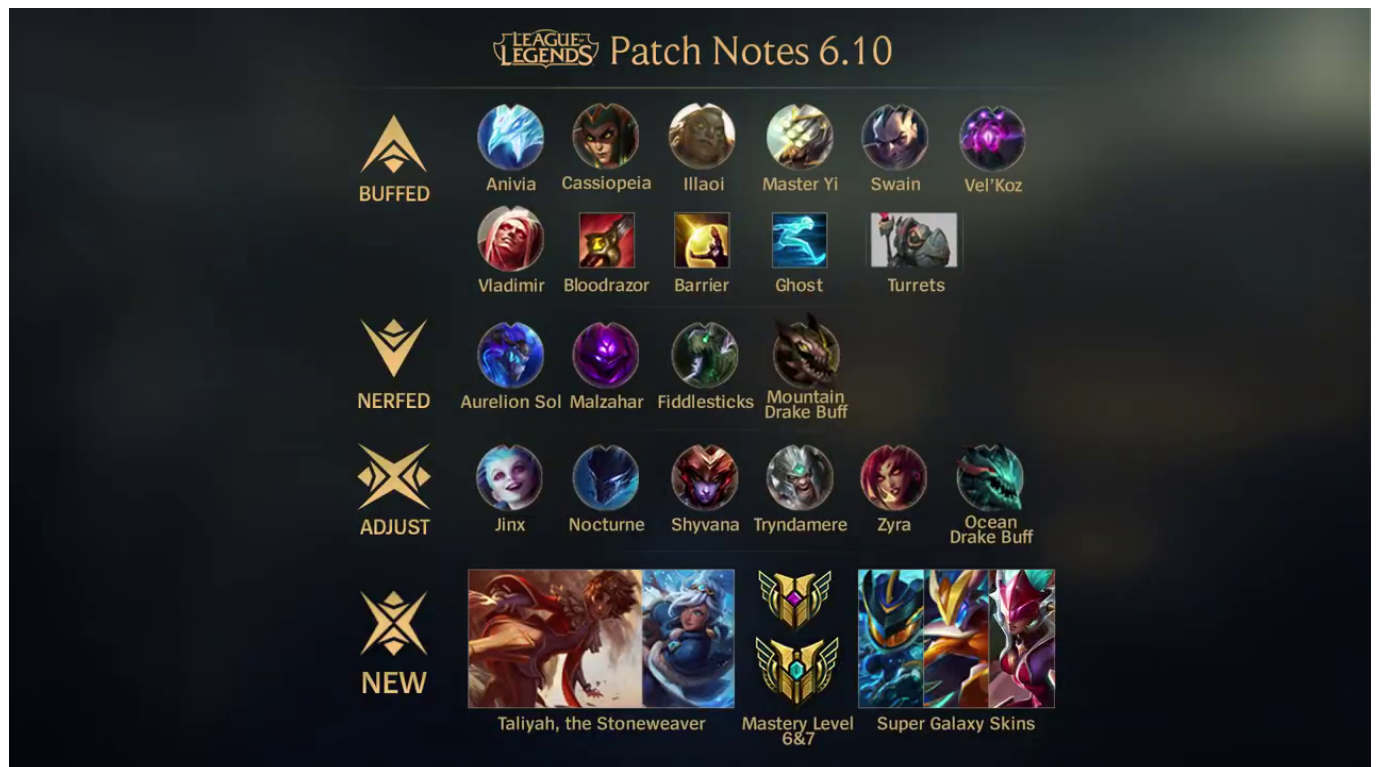 LEAGUE OF LEGENDS Patch Notes 6.10
BUFFED
Anivia Cassiopeia Illaoi Master Yi Swain Vel'Koz
Vladimir Bloodrazor Barrier Ghost Turrets
NERFED
Aurelion Sol Malzahar Fiddlesticks Mountain Drake Buff
ADJUST
Jinx Nocturne Shyvana Tryndamere Zyra Ocean Drake Buff
NEW
Taliyah, the Stoneweaver Mastery Level 6&7 Super Galaxy Skins